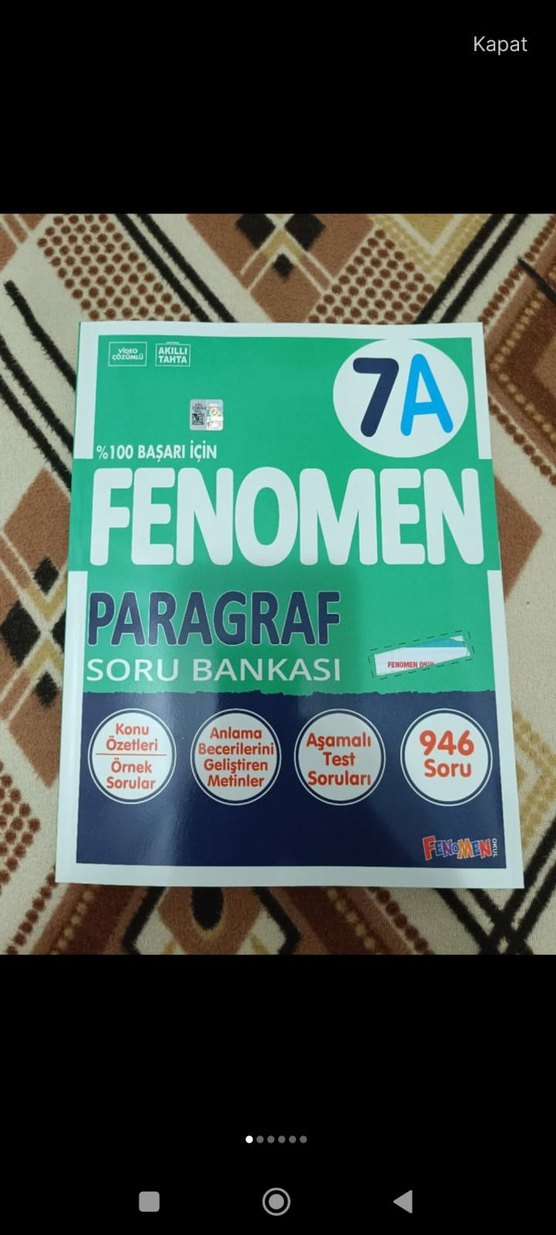 Kapat
VİDEO
ÇÖZÜMLÜ
AKILLI
TAHTA
7A
%100 BAŞARI İÇİN
FENOMEN
PARAGRAF
SORU BANKASI
FENOMEN OKUL
Konu
Özetleri
Örnek
Sorular
Anlama
Becerilerini
Geliştiren
Metinler
Aşamalı
Test
Soruları
946
Soru
FENOMEN
OKUL